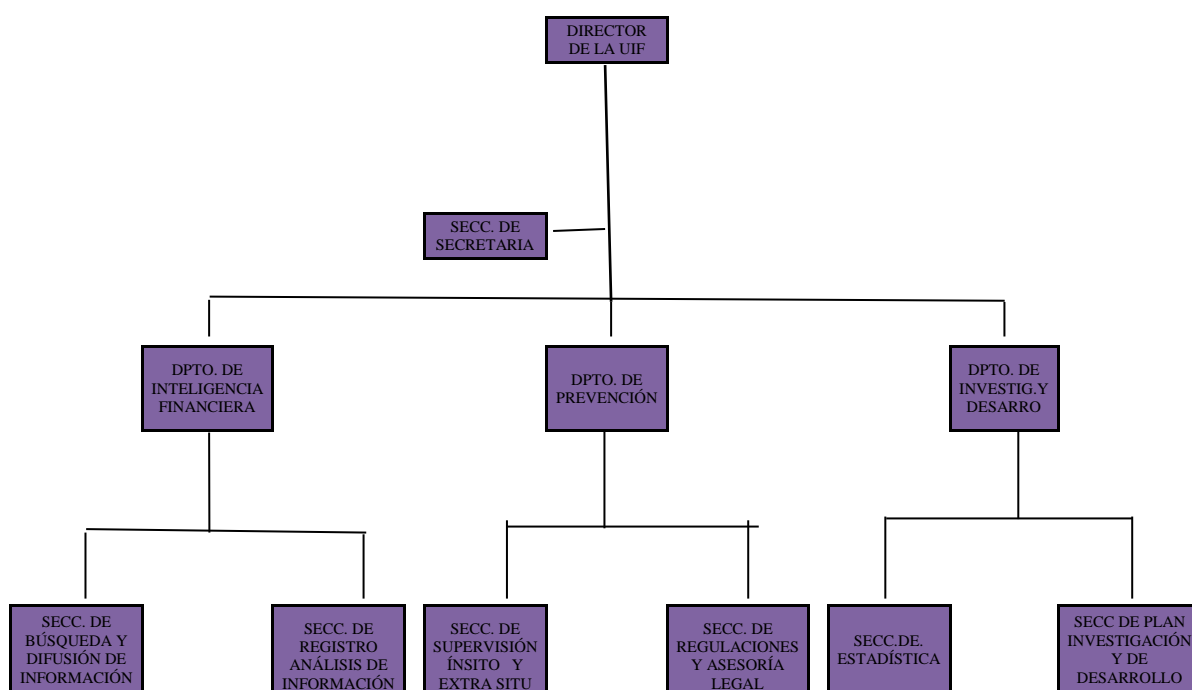 DIRECTOR
DE LA UIF
SECC. DE
SECRETARIA
DPTO. DE
INTELIGENCIA
FINANCIERA
DPTO. DE
PREVENCIÓN
DPTO. DE
INVESTIG.Y
DESARRO
SECC. DE
BÚSQUEDA Y
DIFUSIÓN DE
INFORMACIÓN
SECC. DE
REGISTRO
ANÁLISIS DE
INFORMACIÓN
SECC. DE
SUPERVISIÓN
ÍNSITO Y
EXTRA SITU
SECC. DE
REGULACIONES
Y ASESORÍA
LEGAL
SECC.DE.
ESTADÍSTICA
SECC DE PLAN
INVESTIGACIÓN
Y DE
DESARROLLO